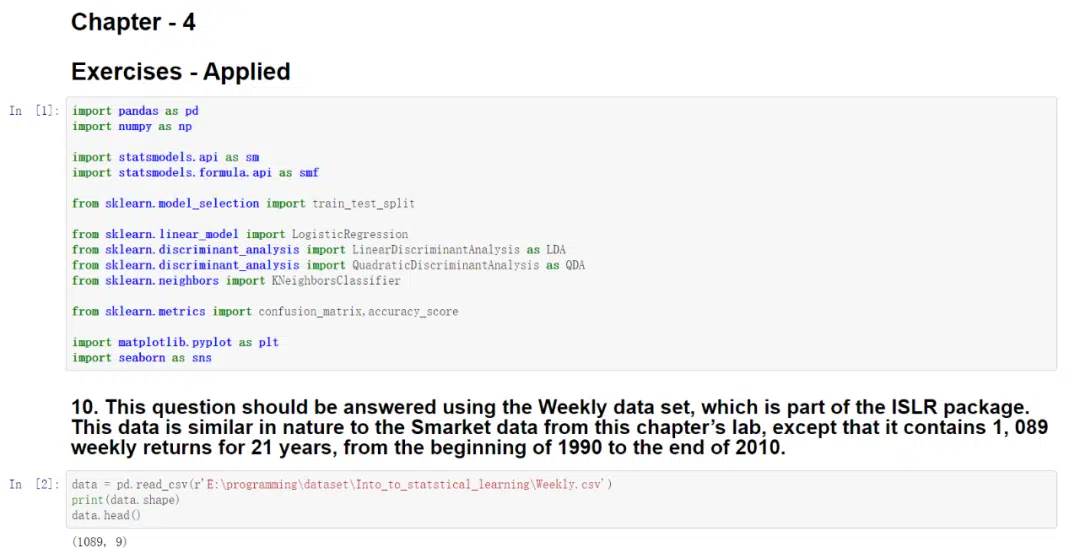 Chapter - 4
Exercises - Applied
In [1]:
import pandas as pd
import numpy as np
import statsmodels.api as sm
import statsmodels.formula.api as smf
from sklearn.model_selection import train_test_split
from sklearn.linear_model import LogisticRegression
from sklearn.discriminant_analysis import LinearDiscriminantAnalysis as LDA
from sklearn.discriminant_analysis import QuadraticDiscriminantAnalysis as QDA
from sklearn.neighbors import KNeighborsClassifier
from sklearn.metrics import confusion_matrix,accuracy_score
import matplotlib.pyplot as plt
import seaborn as sns
10. This question should be answered using the Weekly data set, which is part of the ISLR package.
This data is similar in nature to the Smarket data from this chapter’s lab, except that it contains 1, 089
weekly returns for 21 years, from the beginning of 1990 to the end of 2010.
In [2]:
data = pd.read_csv(r'E:\programming\dataset\Into_to_statstical_learning\Weekly.csv')
print(data.shape)
data.head()
(1089, 9)